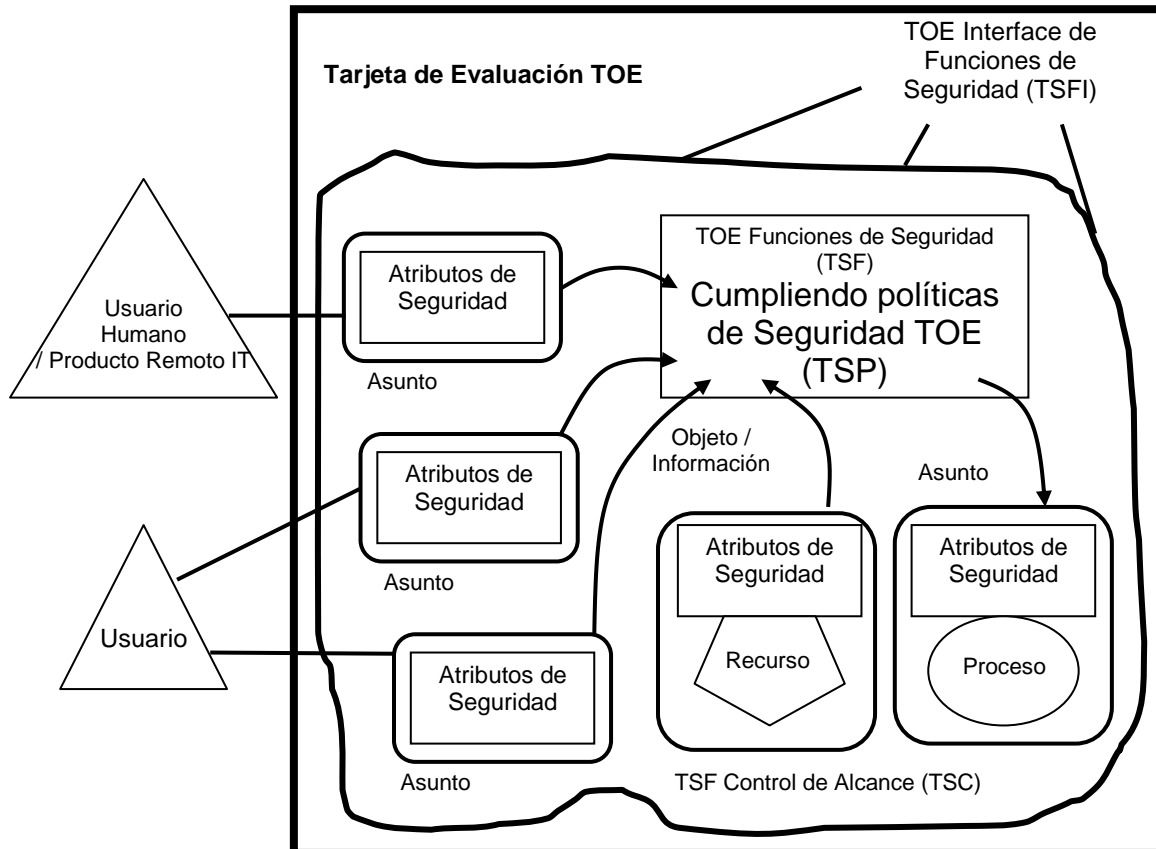 TOE Interface de
Funciones de
Seguridad (TSFI)
Tarjeta de Evaluación TOE
Usuario
Humano
/ Producto Remoto IT
Atributos de
Seguridad
Asunto
TOE Funciones de Seguridad
(TSF)
Cumpliendo políticas
de Seguridad TOE
(TSP)
Atributos de
Seguridad
Asunto
Objeto /
Información
Asunto
Usuario
Atributos de
Seguridad
Asunto
Atributos de
Seguridad
Recurso
Atributos de
Seguridad
Proceso
TSF Control de Alcance (TSC)